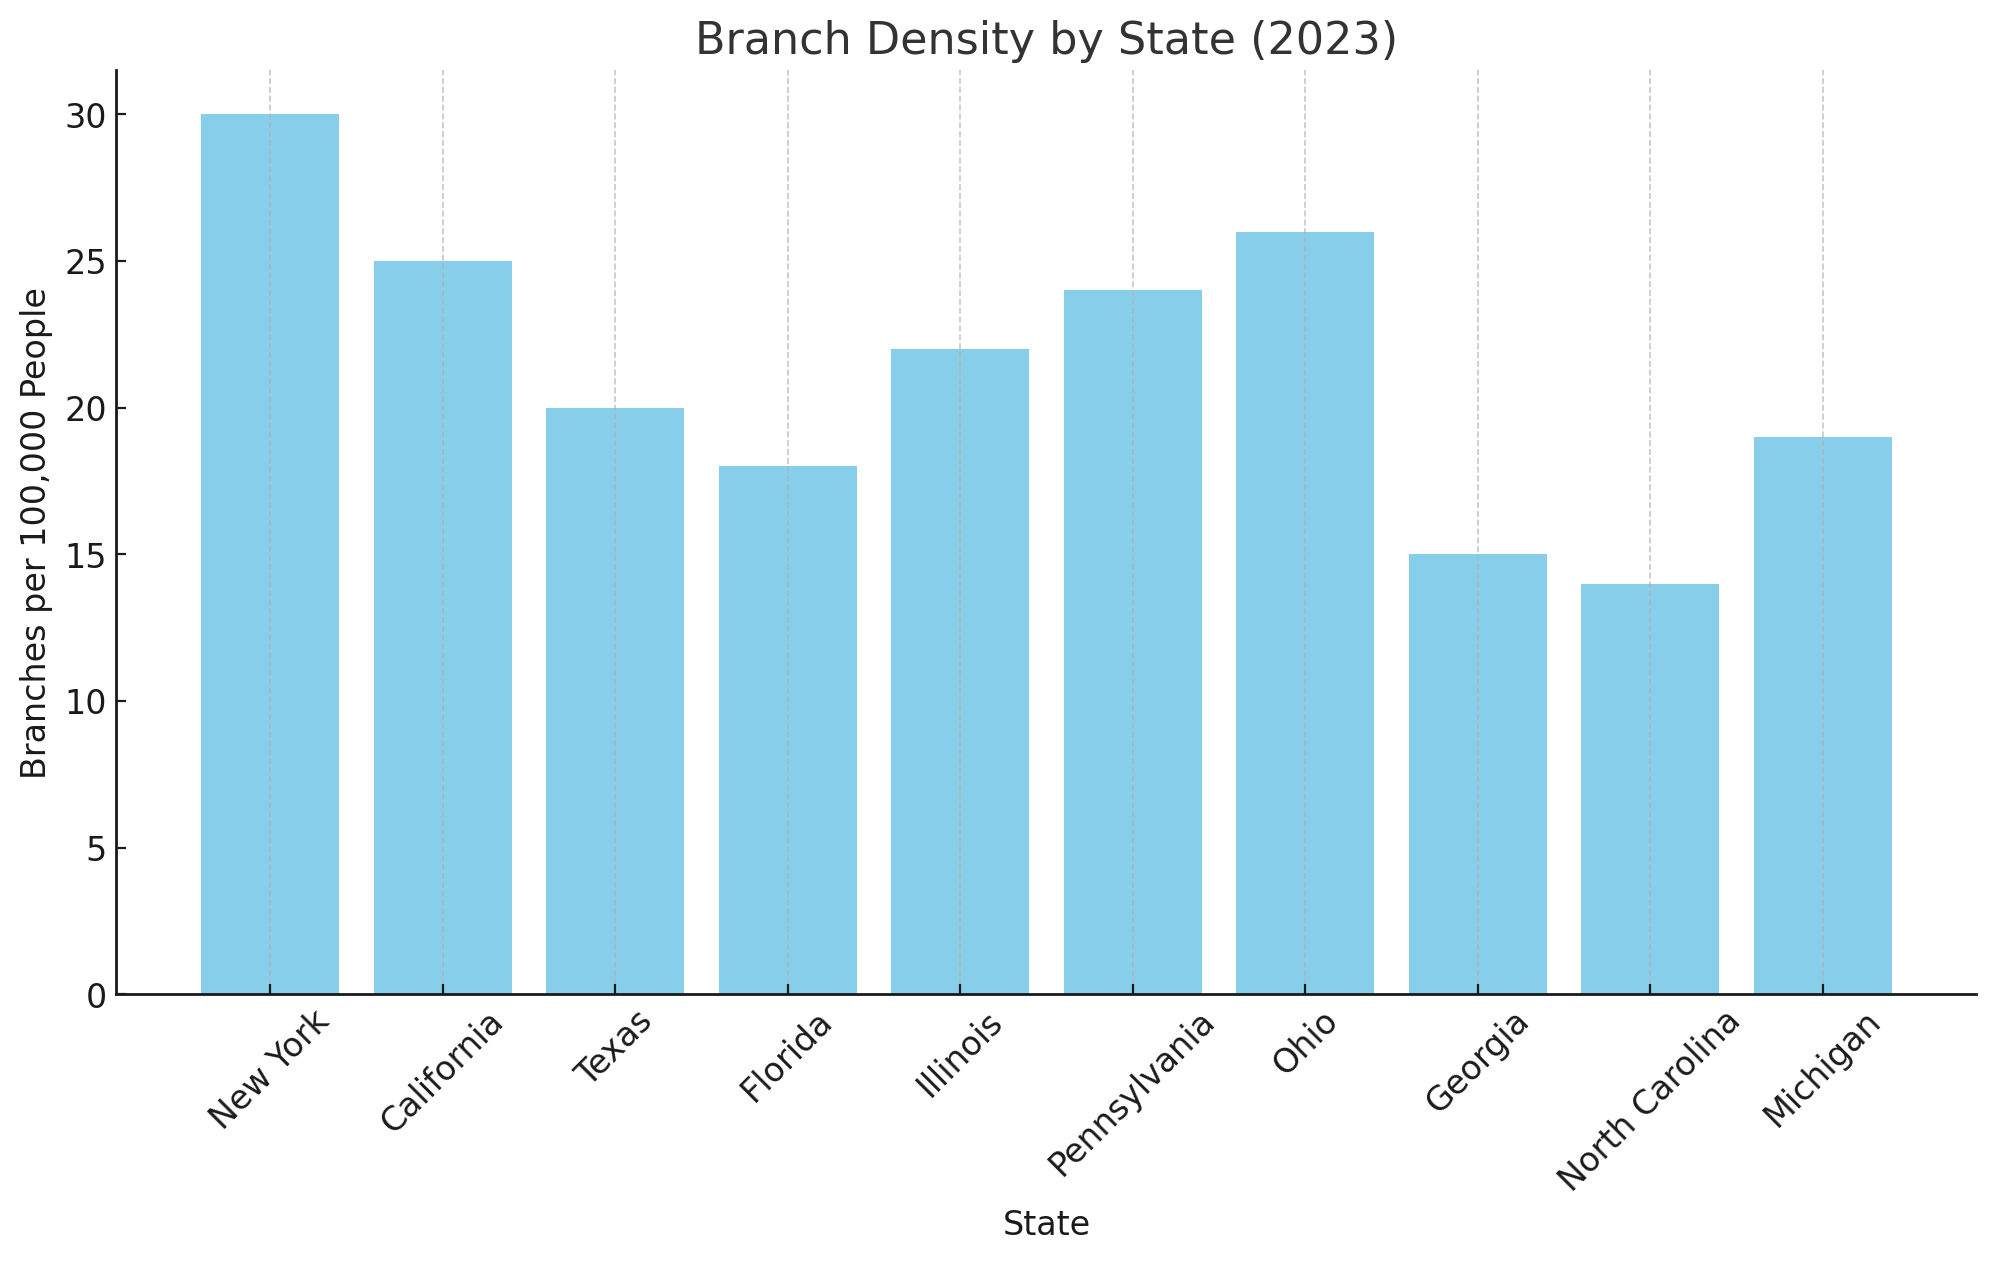 Branch Density by State (2023)
Branches per 100,000 People
30
25
20
15
10
5
0
New York
California
Texas
Florida
Illinois
Pennsylvania
Ohio
Georgia
North Carolina
Michigan
State